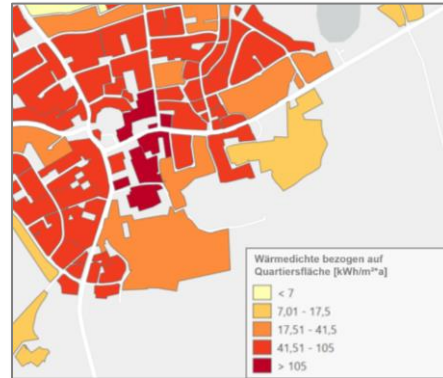 Wärmedichte bezogen auf
Quartiersfläche [kWh/m²*a]
< 7
7,01 - 17,5
17,51 - 41,5
41,51 - 105
> 105